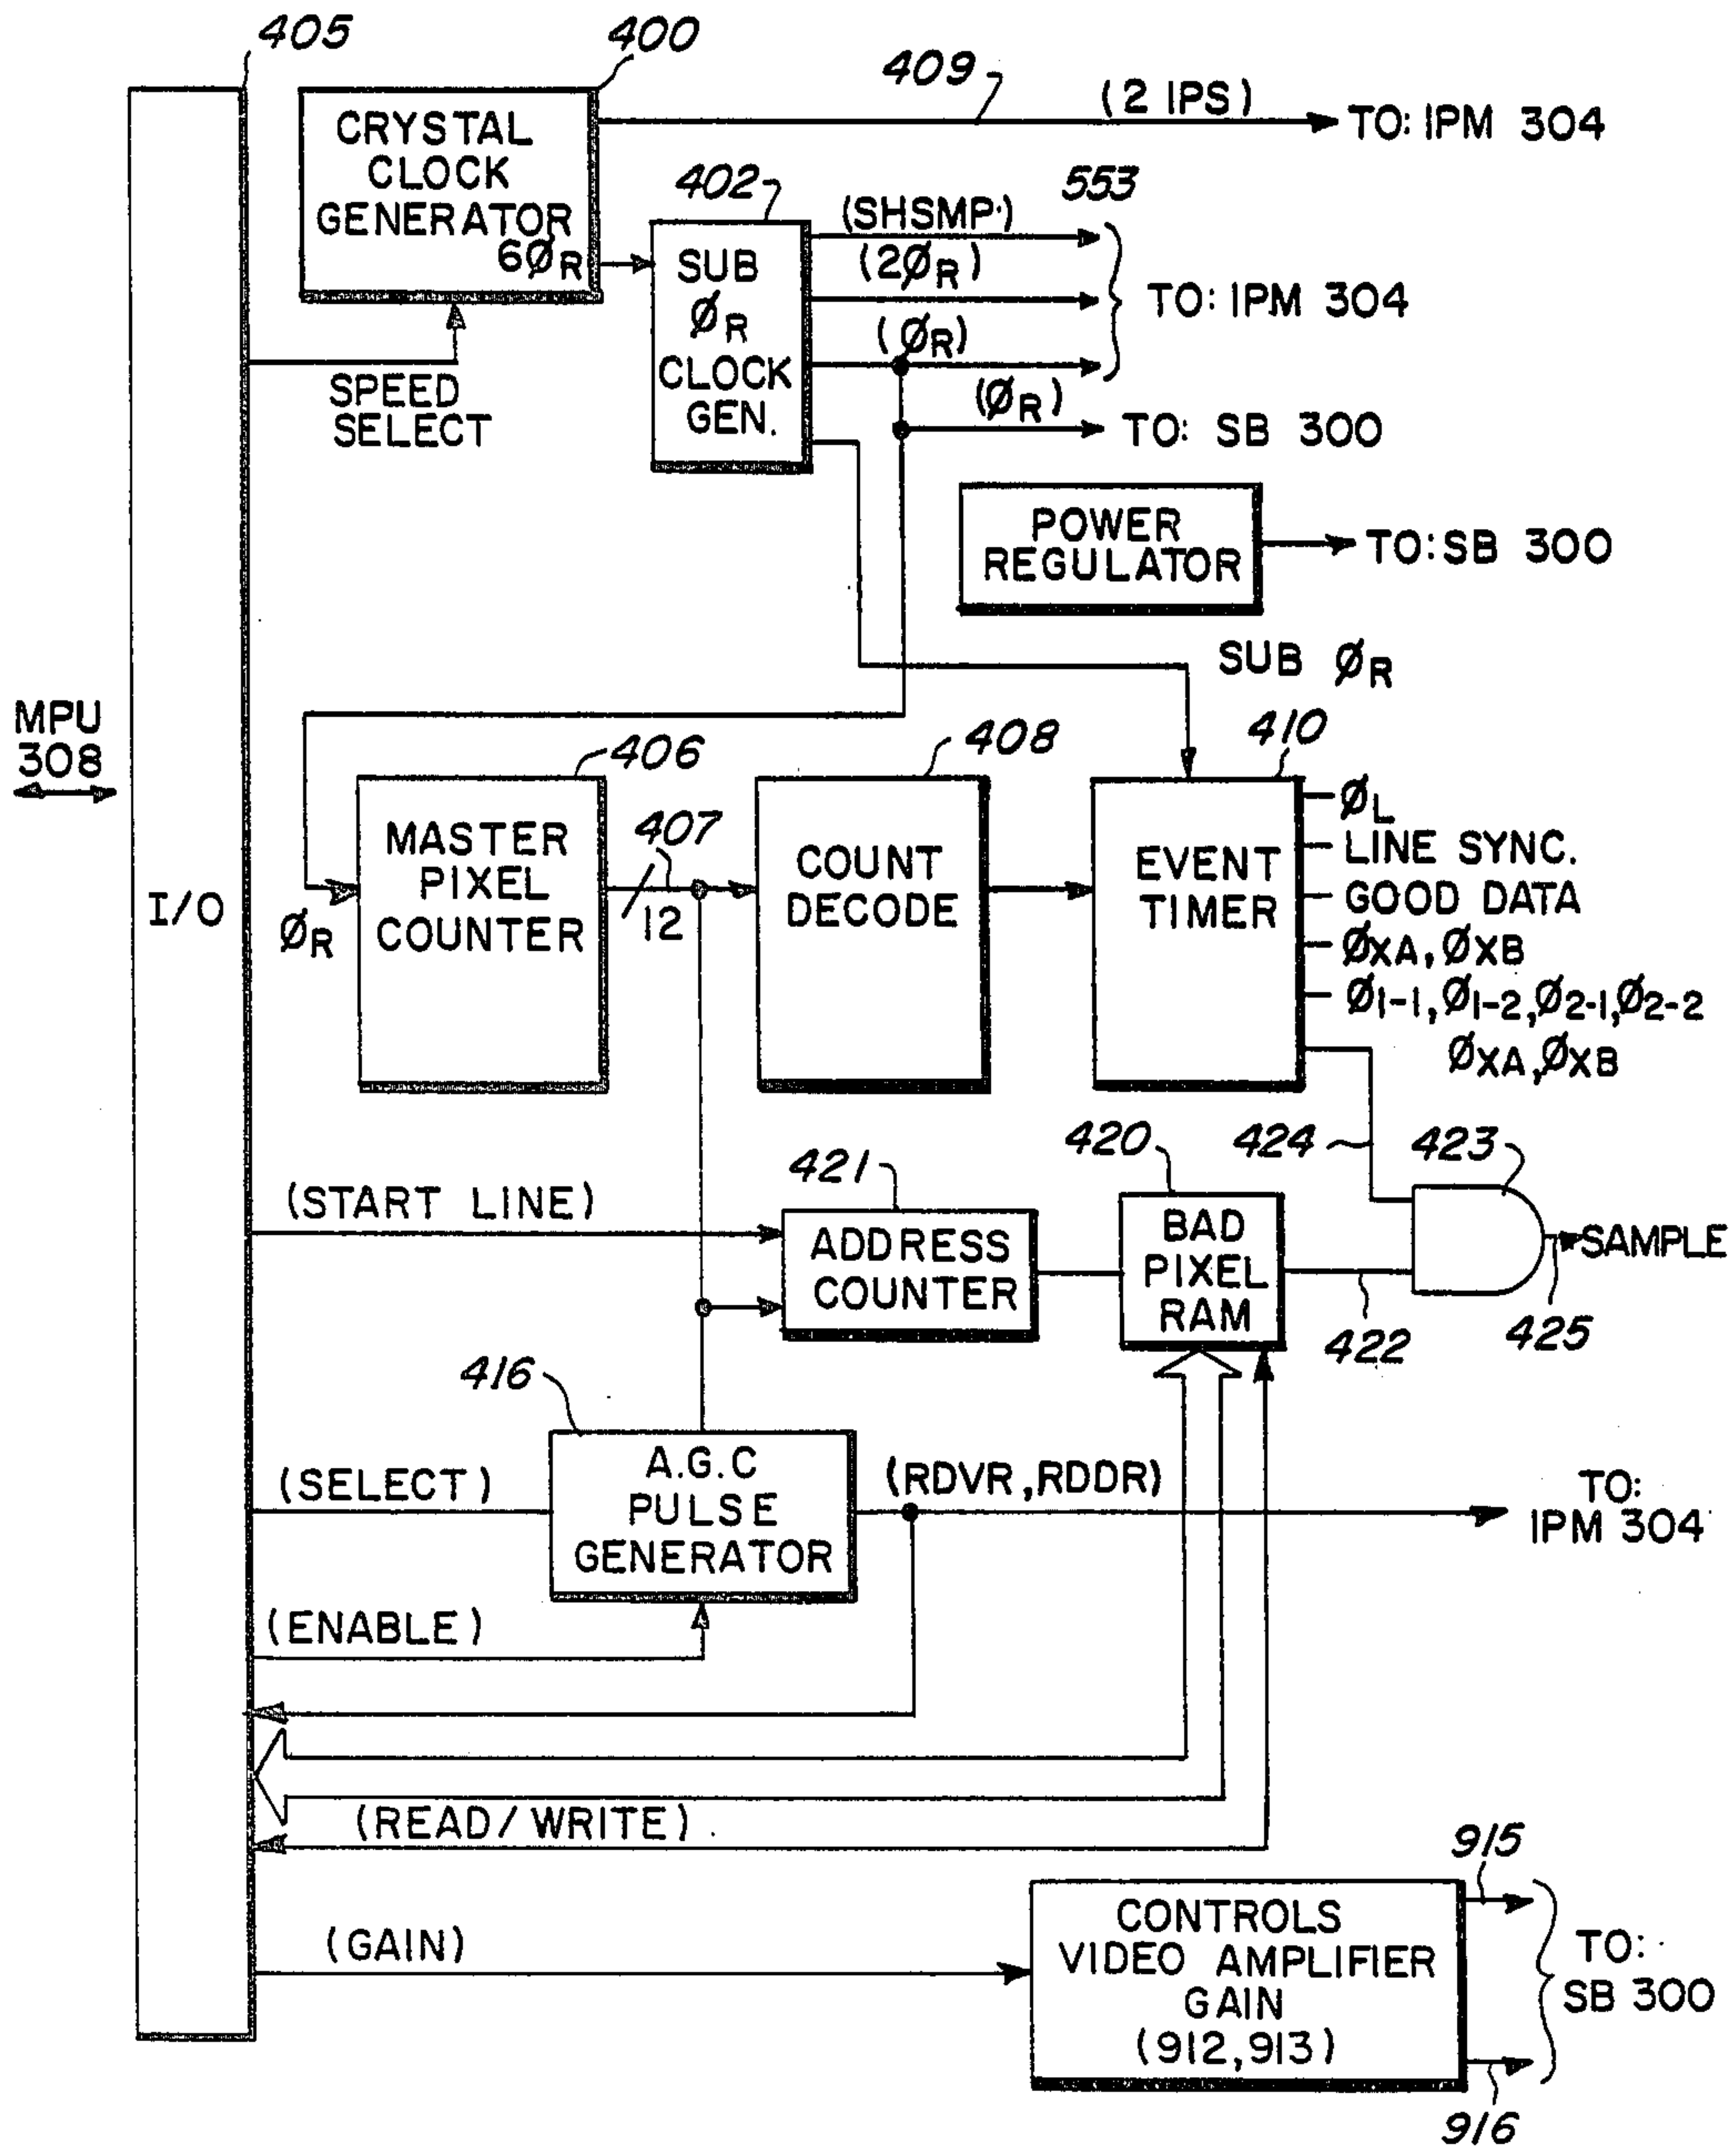 405
400
409
(2 IPS)
TO: IPM 304
CRYSTAL
CLOCK
GENERATOR
6ØR
402
553
(SHSMP)
(2ØR)
(ØR)
TO: IPM 304
SUB
ØR
CLOCK
GEN.
SPEED
SELECT
(ØR)
TO: SB 300
POWER
REGULATOR
TO: SB 300
SUB ØR
MPU
308
I/O
406
408
410
MASTER
PIXEL
COUNTER
ØR
407
12
COUNT
DECODE
EVENT
TIMER
ØL
LINE SYNC.
GOOD DATA
ØXA, ØXB
Ø1-1, Ø1-2, Ø2-1, Ø2-2
ØXA, ØXB
(START LINE)
421
420
424
423
ADDRESS
COUNTER
BAD
PIXEL
RAM
422
425
SAMPLE
416
(SELECT)
A.G.C
PULSE
GENERATOR
(RDVR, RDDR)
TO:
IPM 304
(ENABLE)
(READ/WRITE)
(GAIN)
CONTROLS
VIDEO AMPLIFIER
GAIN
(912, 913)
915
916
TO:
SB 300